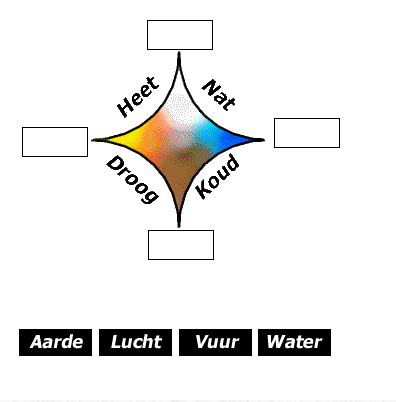 Heet
Nat
Droog
Koud
Aarde
Lucht
Vuur
Water